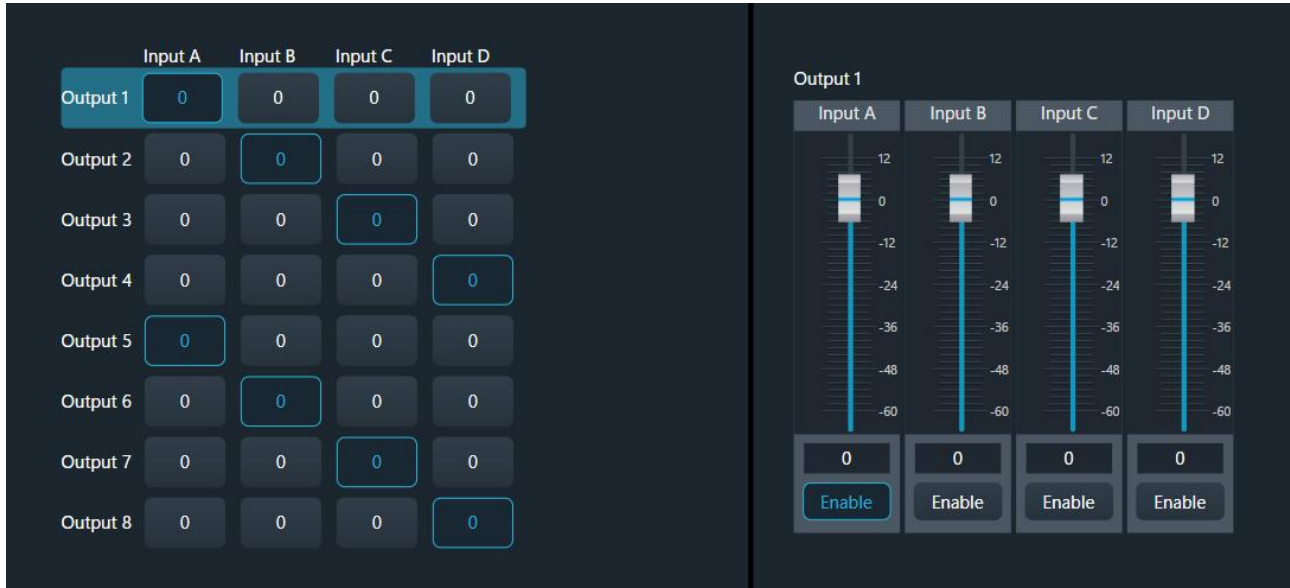 Input A Input B Input C Input D
Output 1 0 0 0 0
Output 2 0 0 0 0
Output 3 0 0 0 0
Output 4 0 0 0 0
Output 5 0 0 0 0
Output 6 0 0 0 0
Output 7 0 0 0 0
Output 8 0 0 0 0
Output 1
Input A Input B Input C Input D
12 12 12 12
0 0 0 0
-12 -12 -12 -12
-24 -24 -24 -24
-36 -36 -36 -36
-48 -48 -48 -48
-60 -60 -60 -60
0 0 0 0
Enable Enable Enable Enable